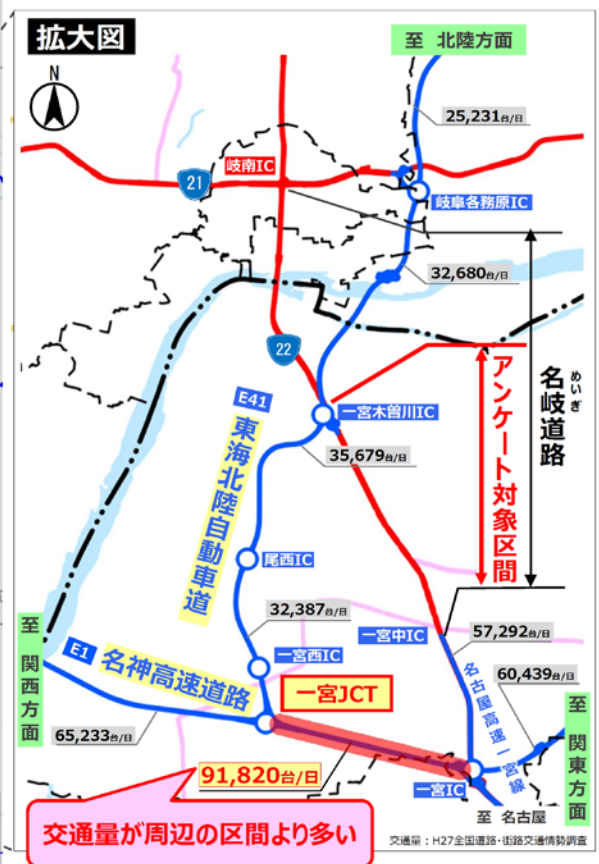 拡大図
至 北陸方面
N
25,231台/日
岐南IC
21
岐阜各務原IC
32,680台/日
22
アンケート対象区間
めいぎ
名岐道路
E41
東海北陸自動車道
一宮木曽川IC
35,679台/日
尾西IC
32,387台/日
一宮中IC
57,292台/日
至 関西方面
E1
名神高速道路
一宮西IC
60,439台/日
名古屋高速一宮線
一宮JCT
65,233台/日
至 関東方面
91,820台/日
一宮IC
至 名古屋
交通量が周辺の区間より多い
交通量：H27全国道路・街路交通情勢調査